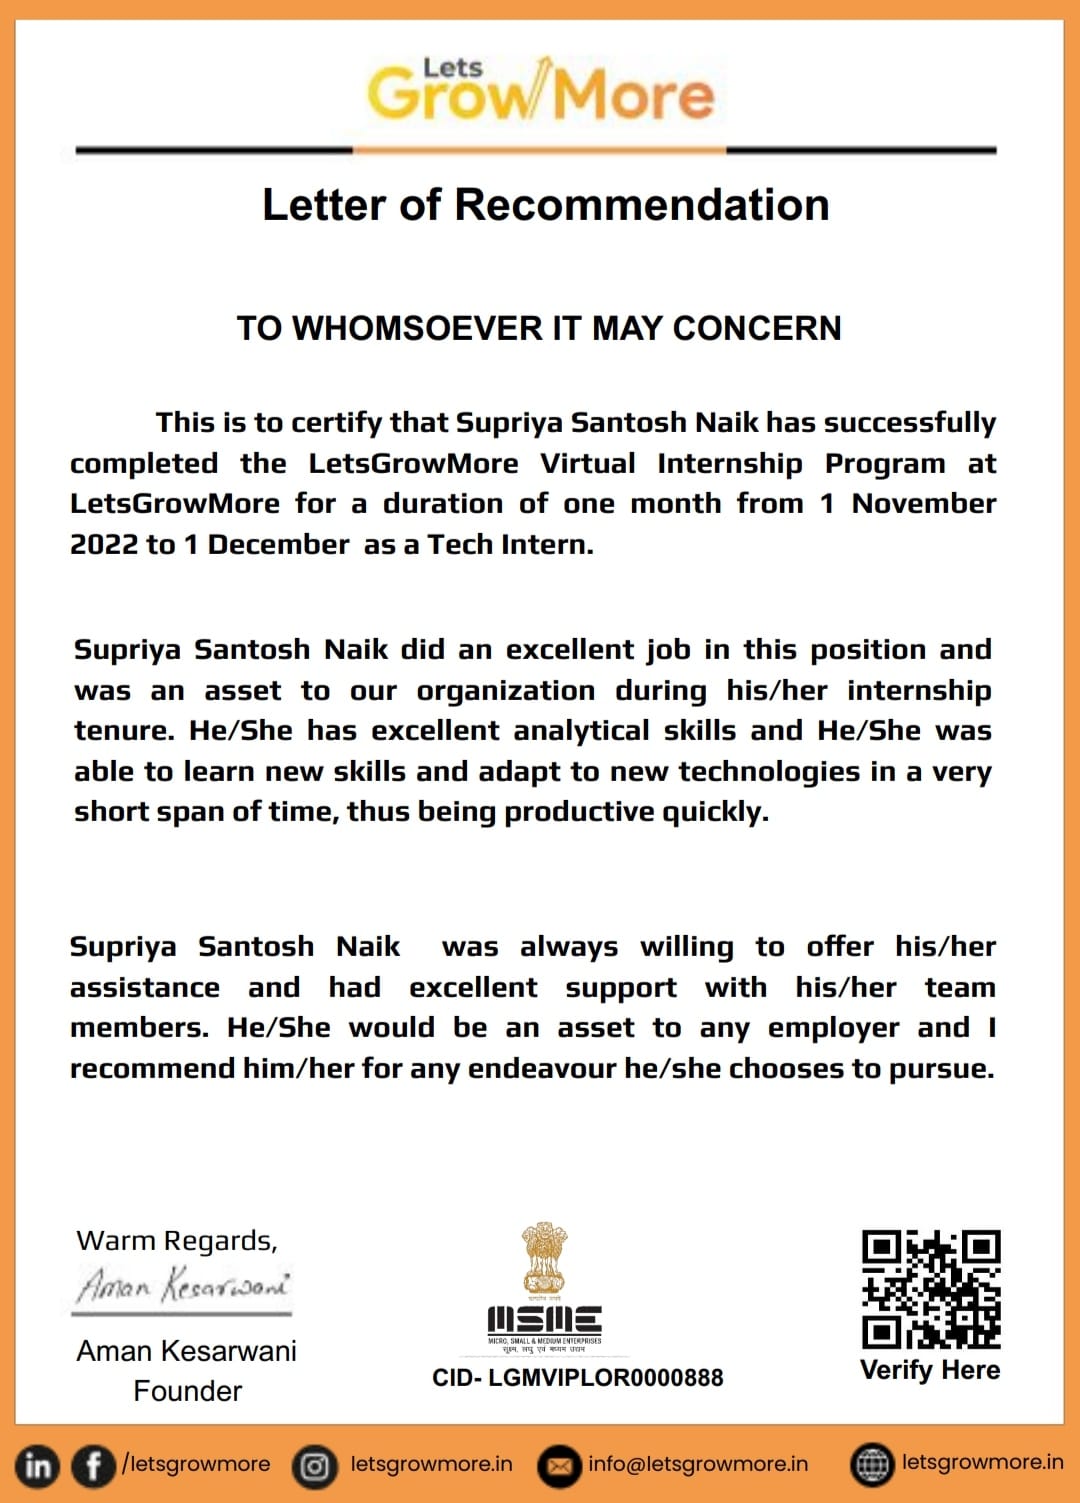 Lets
GrowMore
Letter of Recommendation
TO WHOMSOEVER IT MAY CONCERN
This is to certify that Supriya Santosh Naik has successfully
completed the LetsGrowMore Virtual Internship Program at
LetsGrowMore for a duration of one month from 1 November
2022 to 1 December as a Tech Intern.
Supriya Santosh Naik did an excellent job in this position and
was an asset to our organization during his/her internship
tenure. He/She has excellent analytical skills and He/She was
able to learn new skills and adapt to new technologies in a very
short span of time, thus being productive quickly.
Supriya Santosh Naik was always willing to offer his/her
assistance and had excellent support with his/her team
members. He/She would be an asset to any employer and I
recommend him/her for any endeavour he/she chooses to pursue.
Warm Regards,
Aman Kesarwani
Aman Kesarwani
Founder
सत्यमेव जयते
MSME
MICRO, SMALL & MEDIUM ENTERPRISES
सूक्ष्म, लघु एवं मध्यम उद्यम
CID- LGMVIPLOR0000888
Verify Here
in f /letsgrowmore
letsgrowmore.in
info@letsgrowmore.in
letsgrowmore.in